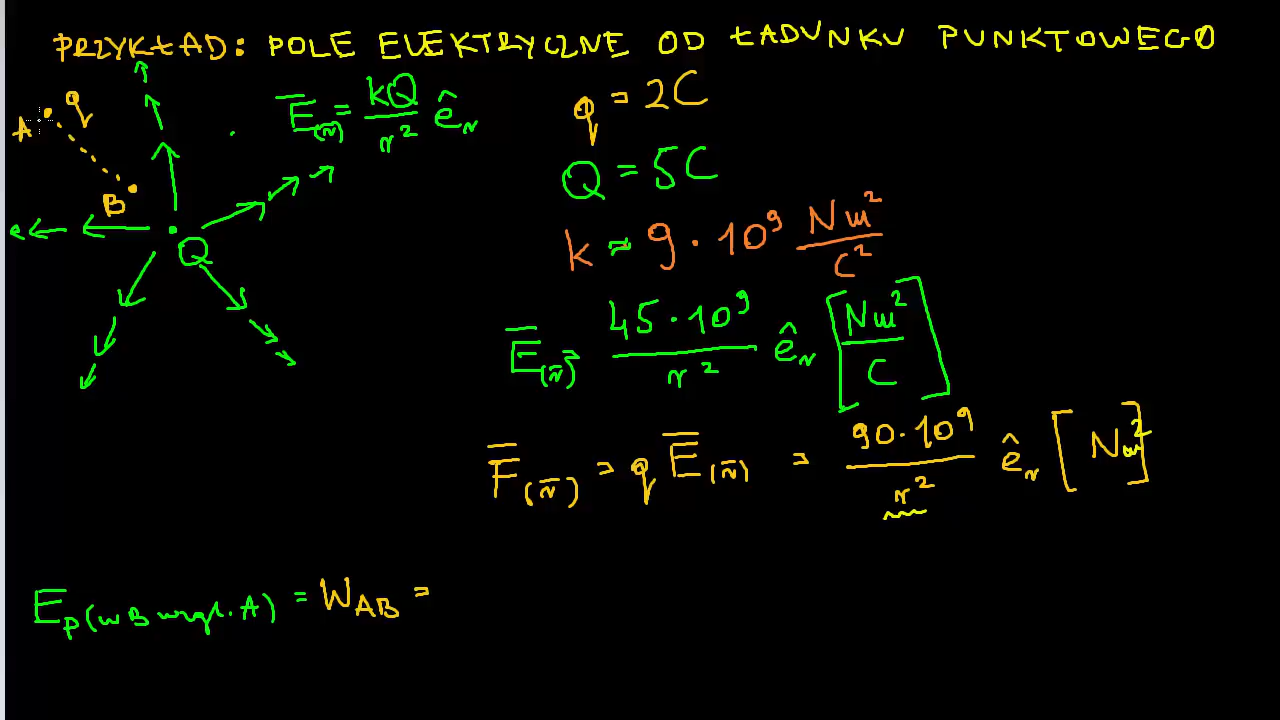 PRZYKŁAD: POLE ELEKTRYCZNE OD ŁADUNKU PUNKTOWEGO
A q
B
Q
E̅(r̅) = kQ/r² ê_r
q = 2C
Q = 5C
k ≈ 9·10⁹ Nm²/C²
E̅(r̅) = 45·10⁹/r² ê_r [Nm²/C]
F̅(r̅) = q E̅(r̅) = 90·10⁹/r² ê_r [Nm²]
E_p(w B wzgl. A) = W_AB =